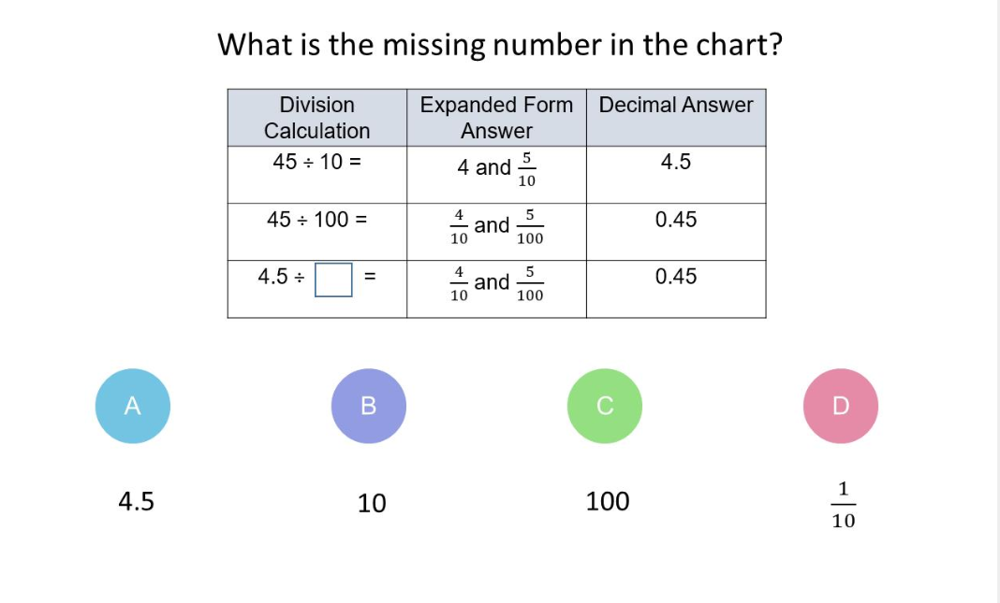 What is the missing number in the chart?
Division Calculation | Expanded Form Answer | Decimal Answer
45 ÷ 10 = | 4 and 5/10 | 4.5
45 ÷ 100 = | 4/10 and 5/100 | 0.45
4.5 ÷ □ = | 4/10 and 5/100 | 0.45
A B C D
4.5 10 100 1/10